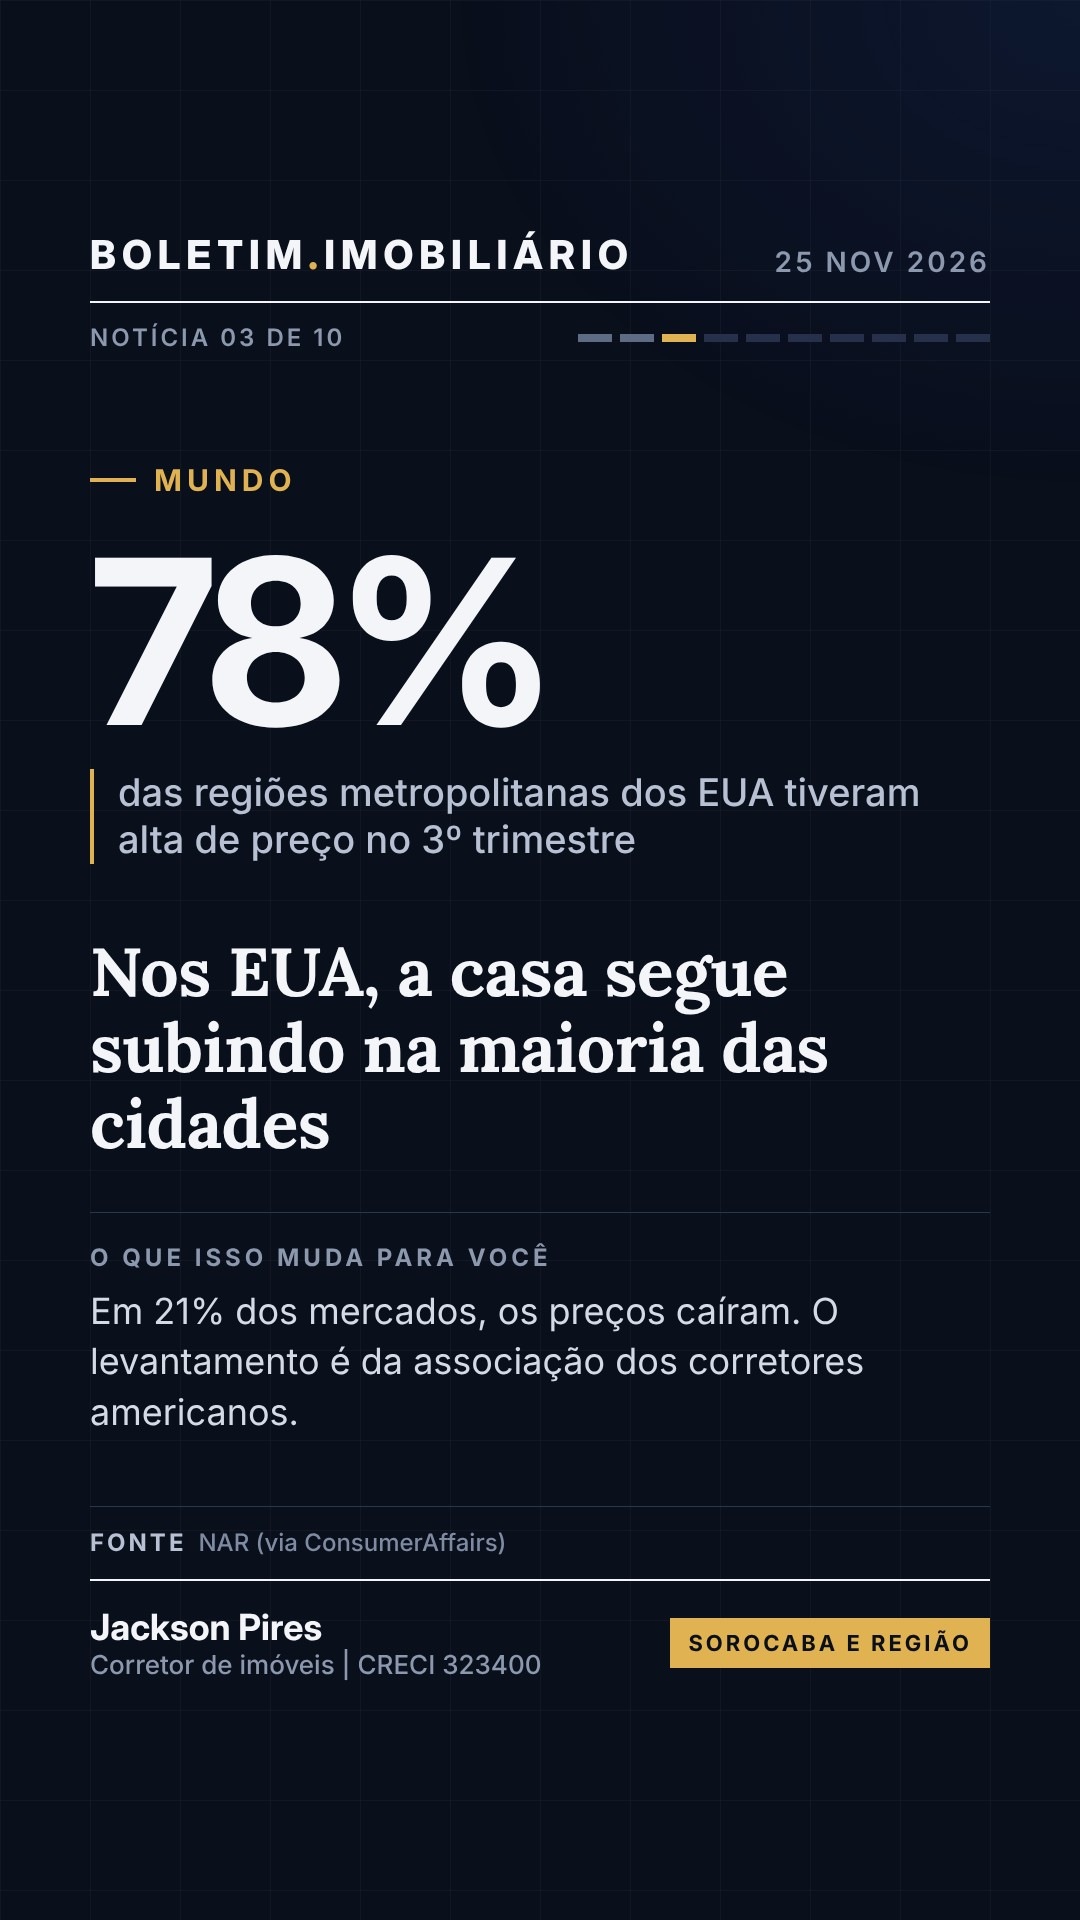 BOLETIM.IMOBILIÁRIO
25 NOV 2026
NOTÍCIA 03 DE 10
MUNDO
78%
das regiões metropolitanas dos EUA tiveram
alta de preço no 3º trimestre
Nos EUA, a casa segue
subindo na maioria das
cidades
O QUE ISSO MUDA PARA VOCÊ
Em 21% dos mercados, os preços caíram. O
levantamento é da associação dos corretores
americanos.
FONTE NAR (via ConsumerAffairs)
Jackson Pires
Corretor de imóveis | CRECI 323400
SOROCABA E REGIÃO